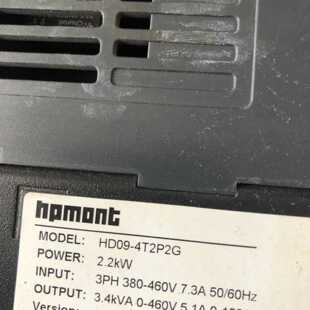 hpmont
MODEL: HD09-4T2P2G
POWER: 2.2kW
INPUT: 3PH 380-460V 7.3A 50/60Hz
OUTPUT: 3.4kVA 0-460V 5.1A
Version: